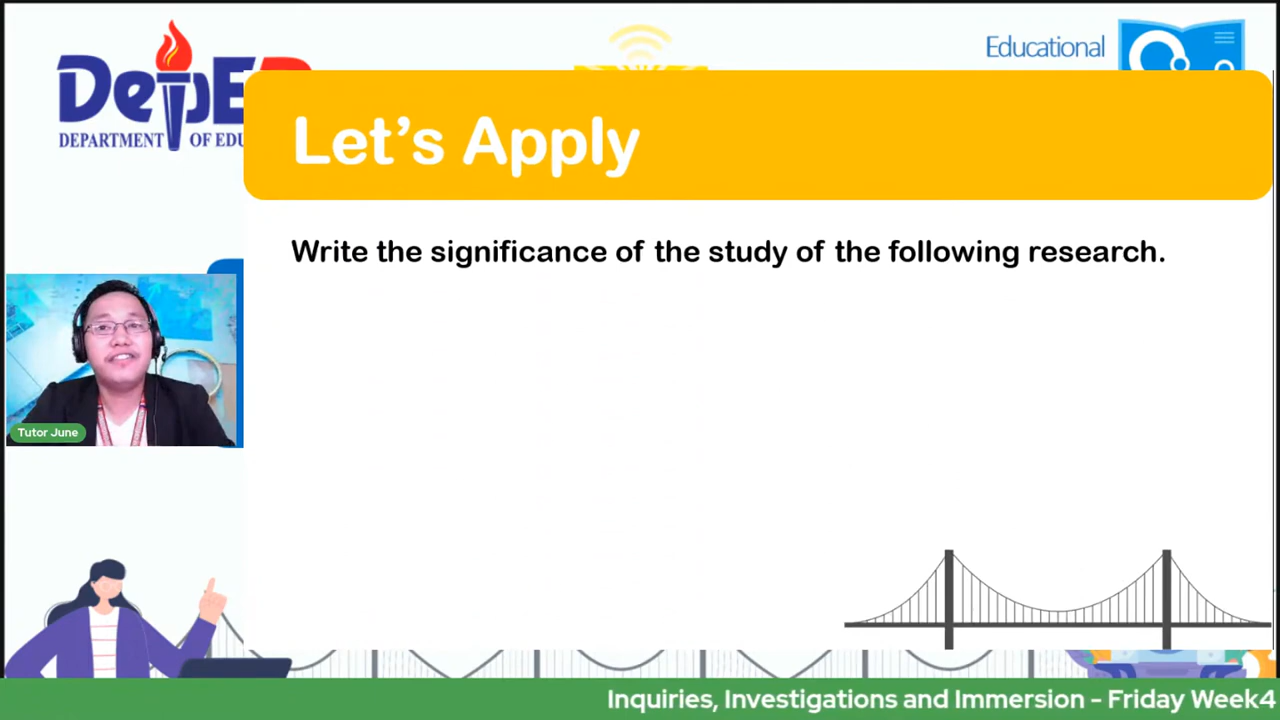 DepED
DEPARTMENT OF EDU
Educational
Let's Apply
Write the significance of the study of the following research.
Tutor June
Inquiries, Investigations and Immersion - Friday Week4